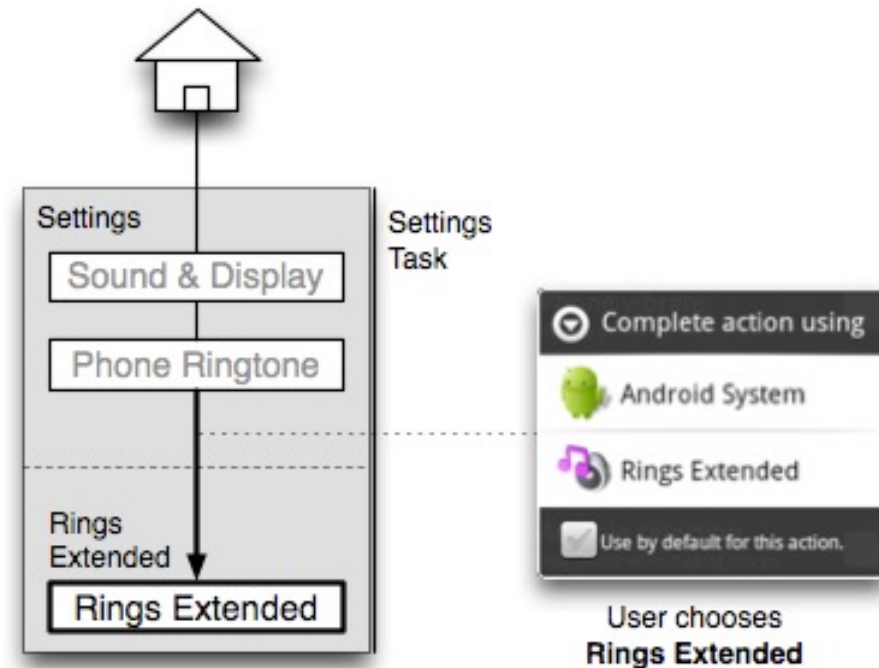 Settings
Sound & Display
Phone Ringtone
Rings
Extended
Rings Extended
Settings
Task
Complete action using
Android System
Rings Extended
Use by default for this action.
User chooses
Rings Extended